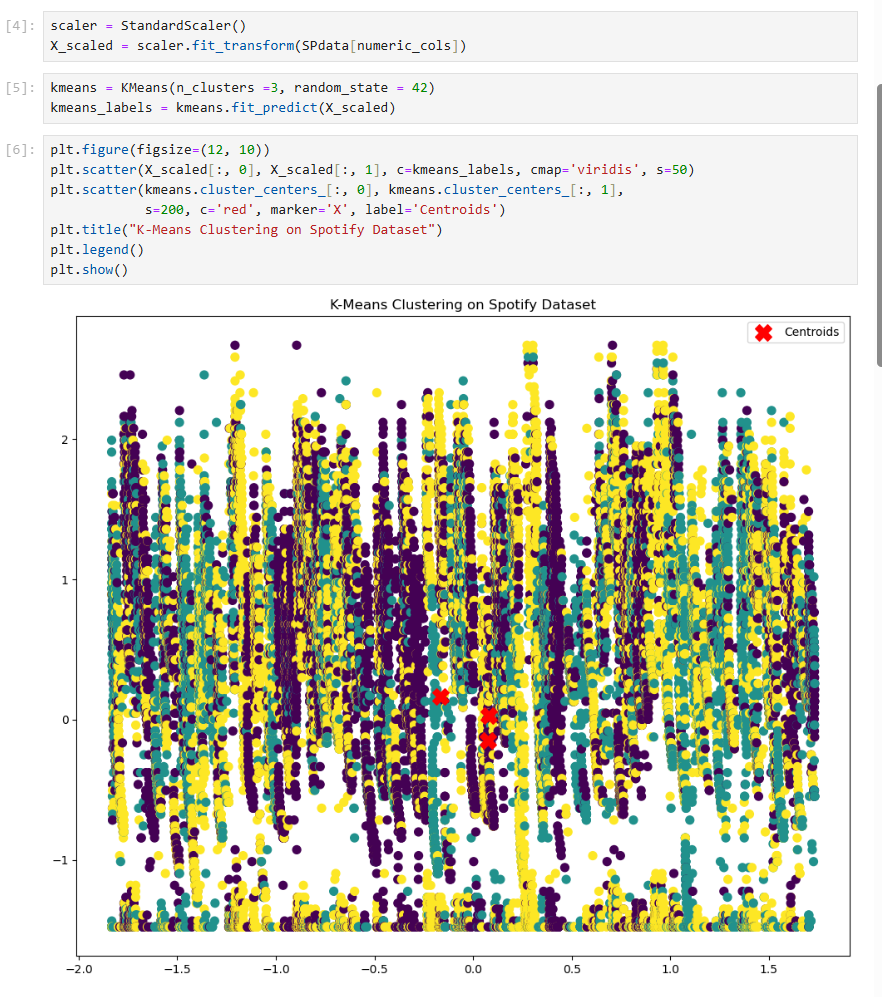 [4]: scaler = StandardScaler()
X_scaled = scaler.fit_transform(SPdata[numeric_cols])
[5]: kmeans = KMeans(n_clusters =3, random_state = 42)
kmeans_labels = kmeans.fit_predict(X_scaled)
[6]: plt.figure(figsize=(12, 10))
plt.scatter(X_scaled[:, 0], X_scaled[:, 1], c=kmeans_labels, cmap='viridis', s=50)
plt.scatter(kmeans.cluster_centers_[:, 0], kmeans.cluster_centers_[:, 1],
s=200, c='red', marker='X', label='Centroids')
plt.title("K-Means Clustering on Spotify Dataset")
plt.legend()
plt.show()
K-Means Clustering on Spotify Dataset
Centroids
2
1
0
−1
−2.0 −1.5 −1.0 −0.5 0.0 0.5 1.0 1.5